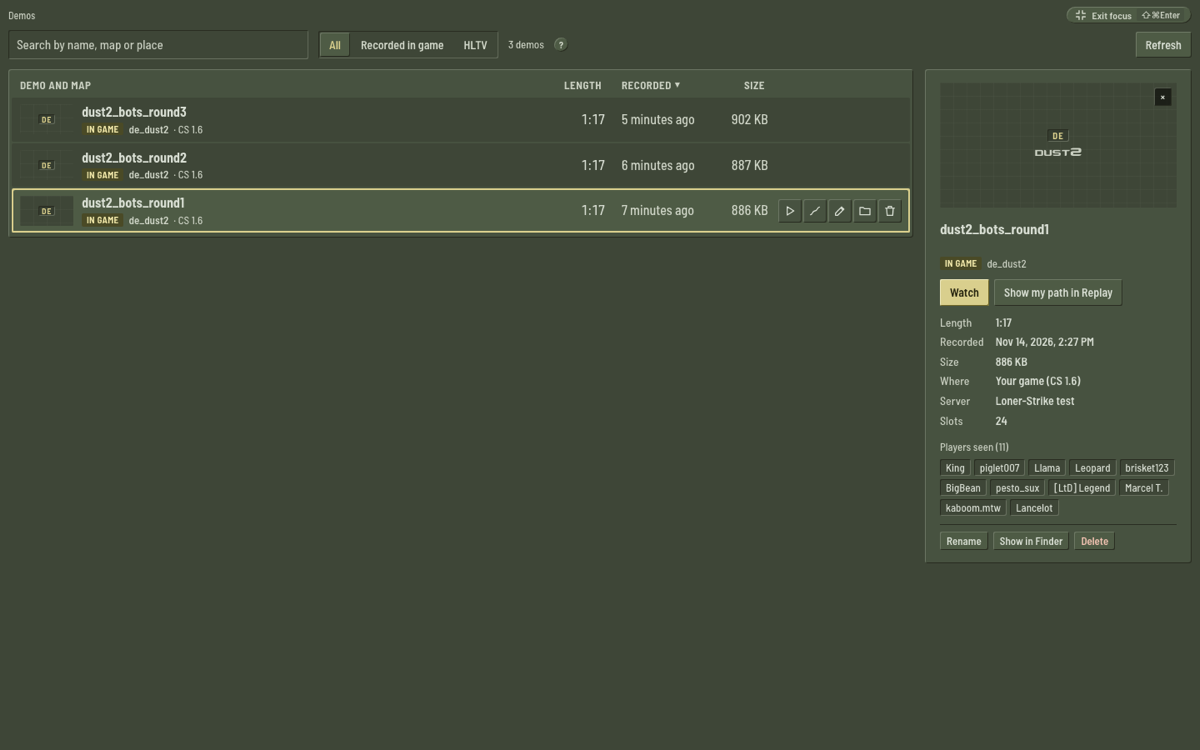 Demos
Exit focus ⇧⌘Enter
Search by name, map or place
All Recorded in game HLTV 3 demos ?
Refresh
DEMO AND MAP LENGTH RECORDED ▼ SIZE
DE dust2_bots_round3 1:17 5 minutes ago 902 KB
IN GAME de_dust2 · CS 1.6
DE dust2_bots_round2 1:17 6 minutes ago 887 KB
IN GAME de_dust2 · CS 1.6
DE dust2_bots_round1 1:17 7 minutes ago 886 KB
IN GAME de_dust2 · CS 1.6
×
DE
DUST2
dust2_bots_round1
IN GAME de_dust2
Watch Show my path in Replay
Length 1:17
Recorded Nov 14, 2026, 2:27 PM
Size 886 KB
Where Your game (CS 1.6)
Server Loner-Strike test
Slots 24
Players seen (11)
King piglet007 Llama Leopard brisket123
BigBean pesto_sux [LtD]Legend Marcel T.
kaboom.mtw Lancelot
Rename Show in Finder Delete